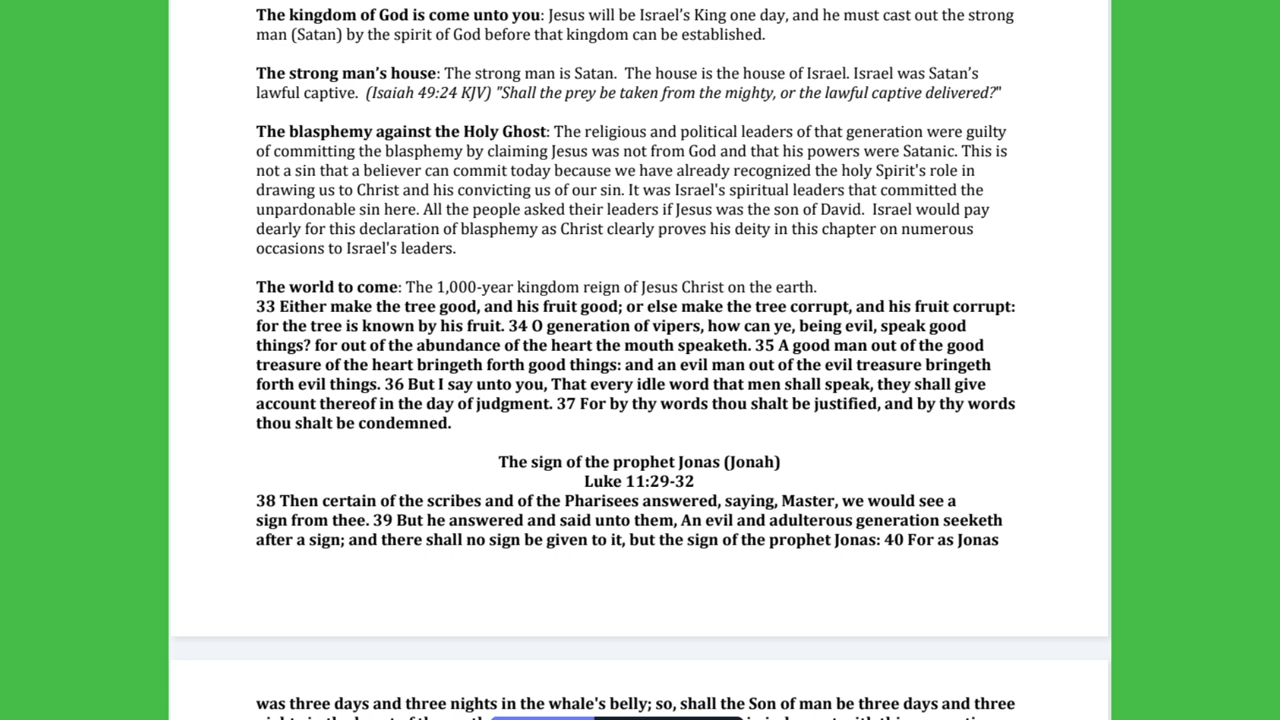 The kingdom of God is come unto you: Jesus will be Israel’s King one day, and he must cast out the strong
man (Satan) by the spirit of God before that kingdom can be established.
The strong man’s house: The strong man is Satan.  The house is the house of Israel. Israel was Satan’s
lawful captive.  (Isaiah 49:24 KJV) "Shall the prey be taken from the mighty, or the lawful captive delivered?"
The blasphemy against the Holy Ghost: The religious and political leaders of that generation were guilty
of committing the blasphemy by claiming Jesus was not from God and that his powers were Satanic. This is
not a sin that a believer can commit today because we have already recognized the holy Spirit's role in
drawing us to Christ and his convicting us of our sin. It was Israel's spiritual leaders that committed the
unpardonable sin here. All the people asked their leaders if Jesus was the son of David.  Israel would pay
dearly for this declaration of blasphemy as Christ clearly proves his deity in this chapter on numerous
occasions to Israel's leaders.
The world to come: The 1,000-year kingdom reign of Jesus Christ on the earth.
33 Either make the tree good, and his fruit good; or else make the tree corrupt, and his fruit corrupt:
for the tree is known by his fruit. 34 O generation of vipers, how can ye, being evil, speak good
things? for out of the abundance of the heart the mouth speaketh. 35 A good man out of the good
treasure of the heart bringeth forth good things: and an evil man out of the evil treasure bringeth
forth evil things. 36 But I say unto you, That every idle word that men shall speak, they shall give
account thereof in the day of judgment. 37 For by thy words thou shalt be justified, and by thy words
thou shalt be condemned.
The sign of the prophet Jonas (Jonah)
Luke 11:29-32
38 Then certain of the scribes and of the Pharisees answered, saying, Master, we would see a
sign from thee. 39 But he answered and said unto them, An evil and adulterous generation seeketh
after a sign; and there shall no sign be given to it, but the sign of the prophet Jonas: 40 For as Jonas
was three days and three nights in the whale's belly; so, shall the Son of man be three days and three